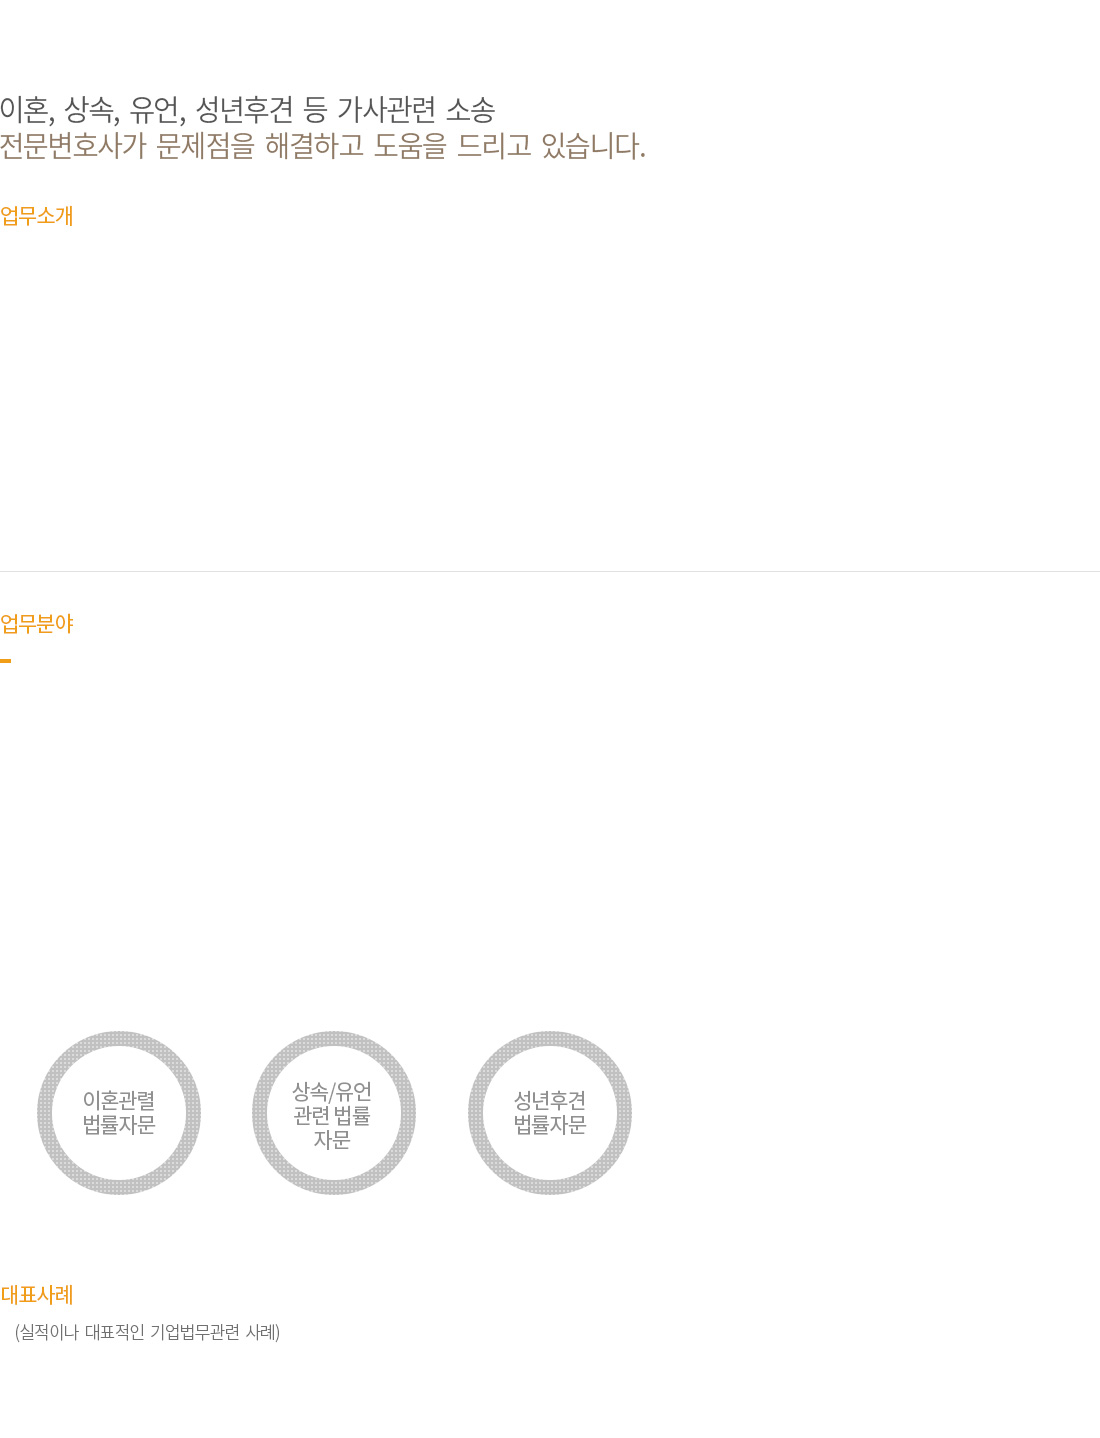 이혼, 상속, 유언, 성년후견 등 가사관련 소송
전문변호사가 문제점을 해결하고 도움을 드리고 있습니다.
업무소개
업무분야
이혼관렬
법률자문
상속/유언
관련 법률
자문
성년후견
법률자문
대표사례
(실적이나 대표적인 기업법무관련 사례)